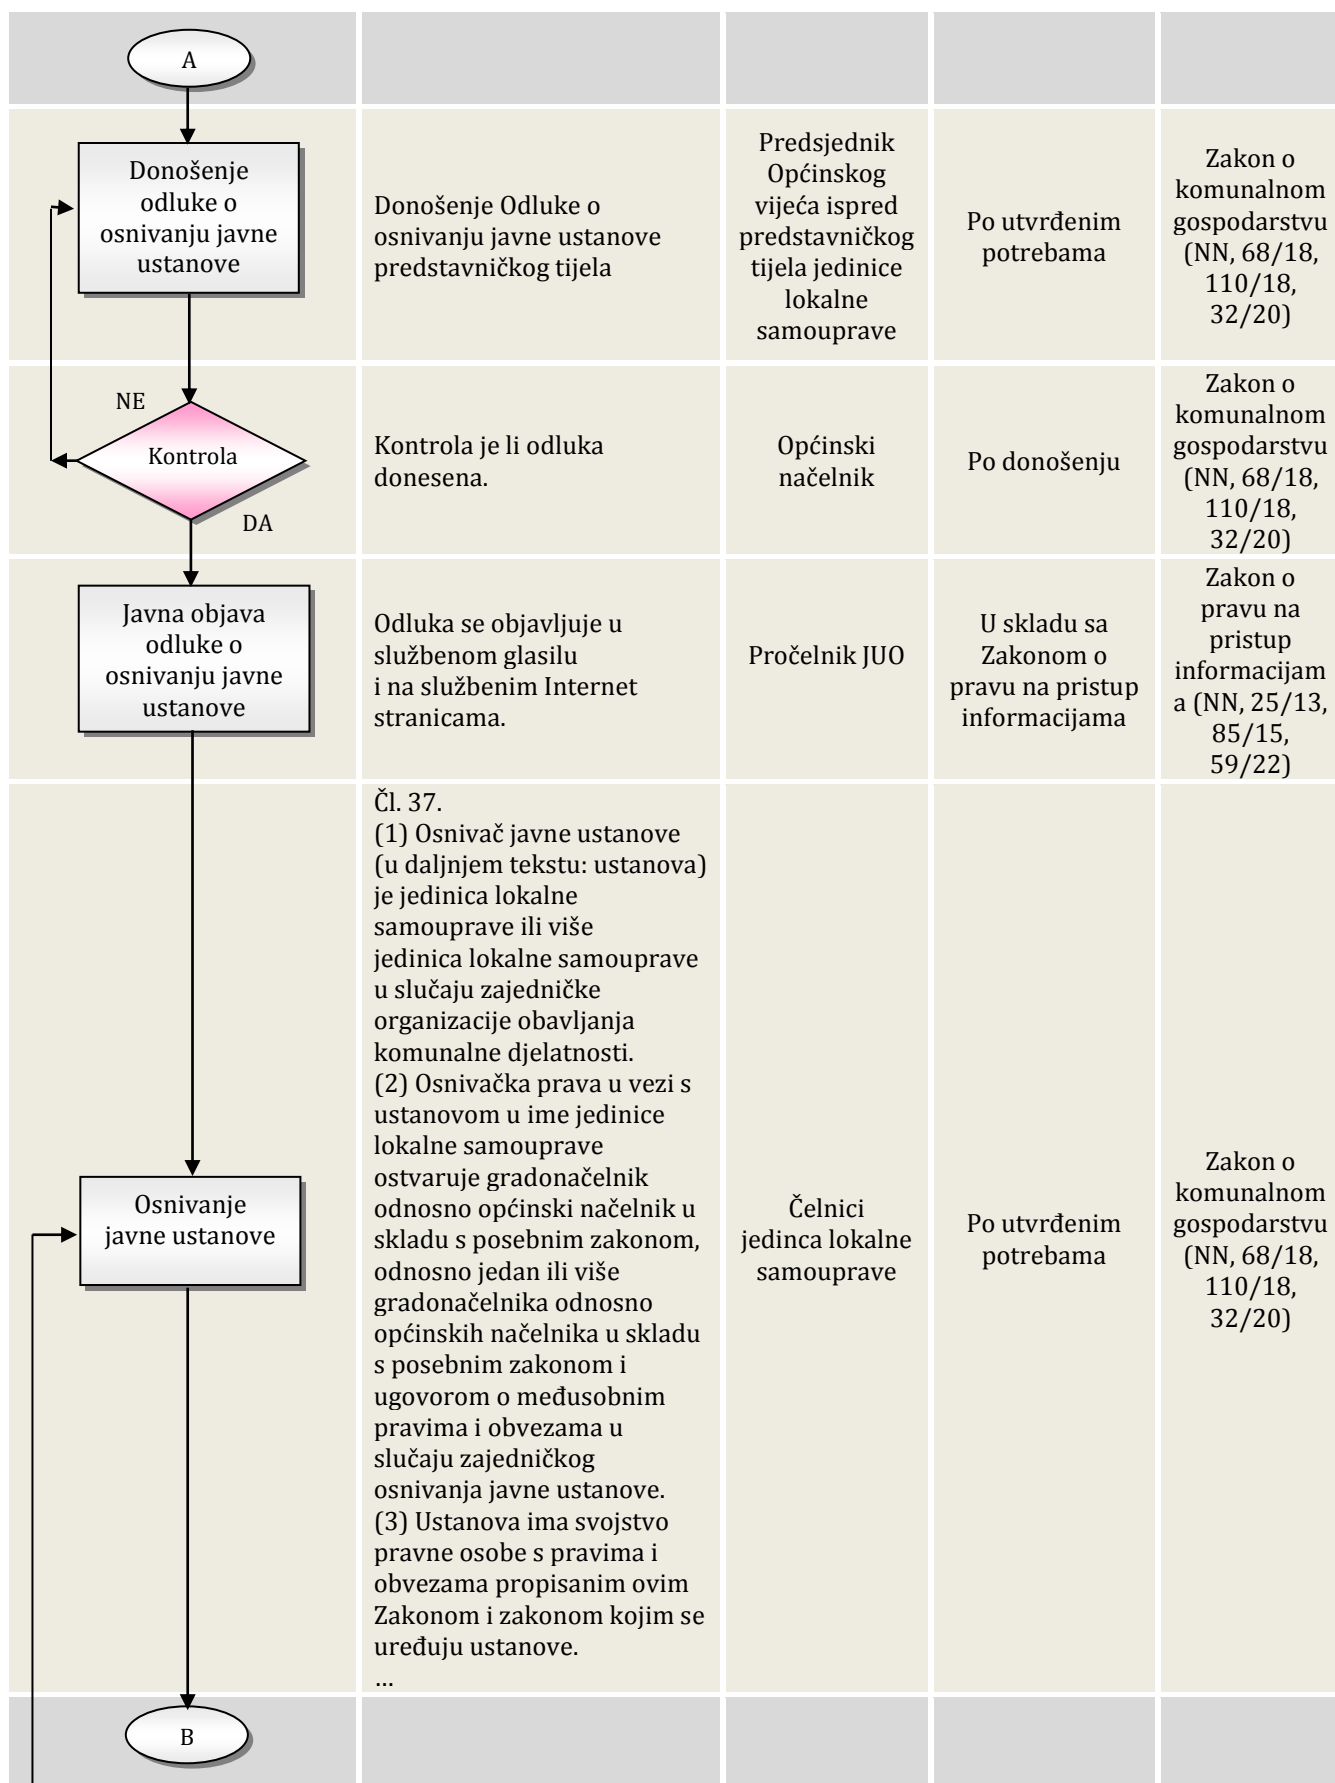 A
Donošenje
odluke o
osnivanju javne
ustanove
Donošenje Odluke o
osnivanju javne ustanove
predstavničkog tijela
Predsjednik
Općinskog
vijeća ispred
predstavničkog
tijela jedinice
lokalne
samouprave
Po utvrđenim
potrebama
Zakon o
komunalnom
gospodarstvu
(NN, 68/18,
110/18,
32/20)
NE
Kontrola
DA
Kontrola je li odluka
donesena.
Općinski
načelnik
Po donošenju
Zakon o
komunalnom
gospodarstvu
(NN, 68/18,
110/18,
32/20)
Javna objava
odluke o
osnivanju javne
ustanove
Odluka se objavljuje u
službenom glasilu
i na službenim Internet
stranicama.
Pročelnik JUO
U skladu sa
Zakonom o
pravu na pristup
informacijama
Zakon o
pravu na
pristup
informacijam
a (NN, 25/13,
85/15,
59/22)
Osnivanje
javne ustanove
Čl. 37.
(1) Osnivač javne ustanove
(u daljnjem tekstu: ustanova)
je jedinica lokalne
samouprave ili više
jedinica lokalne samouprave
u slučaju zajedničke
organizacije obavljanja
komunalne djelatnosti.
(2) Osnivačka prava u vezi s
ustanovom u ime jedinice
lokalne samouprave
ostvaruje gradonačelnik
odnosno općinski načelnik u
skladu s posebnim zakonom,
odnosno jedan ili više
gradonačelnika odnosno
općinskih načelnika u skladu
s posebnim zakonom i
ugovorom o međusobnim
pravima i obvezama u
slučaju zajedničkog
osnivanja javne ustanove.
(3) Ustanova ima svojstvo
pravne osobe s pravima i
obvezama propisanim ovim
Zakonom i zakonom kojim se
uređuju ustanove.
…
Čelnici
jedinca lokalne
samouprave
Po utvrđenim
potrebama
Zakon o
komunalnom
gospodarstvu
(NN, 68/18,
110/18,
32/20)
B